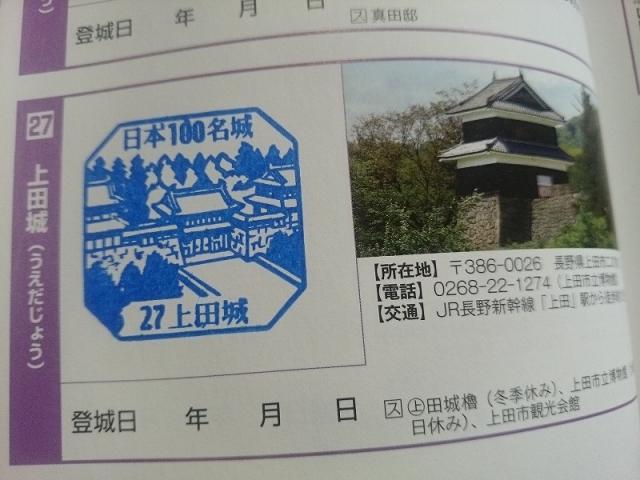 登城日 年 月 日 ス 真田邸
27 上田城（うえだじょう）
日本100名城
27 上田城
【所在地】 〒386-0026 長野県上田市二
【電話】 0268-22-1274（上田市立博物館
【交通】 JR長野新幹線「上田」駅から徒歩
登城日 年 月 日
ス ㊤田城櫓（冬季休み）、上田市立博物館
日休み）、上田市観光会館